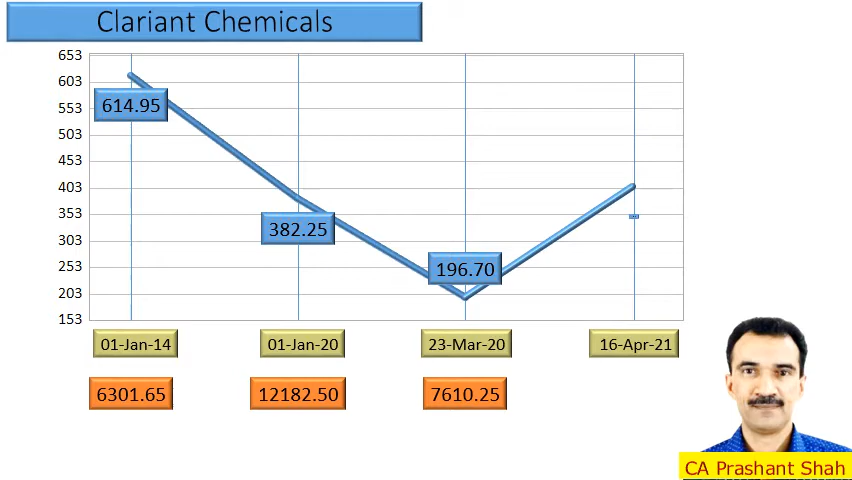 Clariant Chemicals
653
603
553
503
453
403
353
303
253
203
153
614.95
382.25
196.70
01-Jan-14
01-Jan-20
23-Mar-20
16-Apr-21
6301.65
12182.50
7610.25
CA Prashant Shah